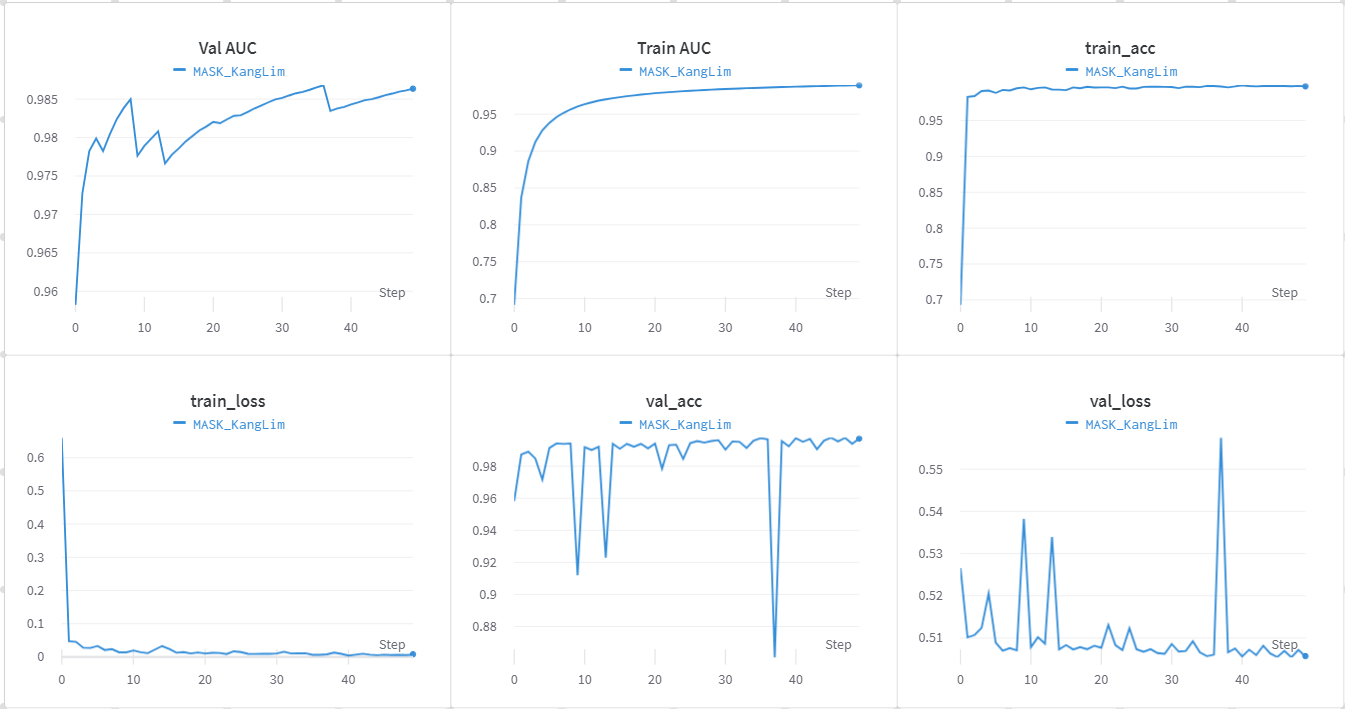 Val AUC
MASK_KangLim
0.985
0.98
0.975
0.97
0.965
0.96
Step
0 10 20 30 40
Train AUC
MASK_KangLim
0.95
0.9
0.85
0.8
0.75
0.7
Step
0 10 20 30 40
train_acc
MASK_KangLim
0.95
0.9
0.85
0.8
0.75
0.7
Step
0 10 20 30 40
train_loss
MASK_KangLim
0.6
0.5
0.4
0.3
0.2
0.1
0
Step
0 10 20 30 40
val_acc
MASK_KangLim
0.98
0.96
0.94
0.92
0.9
0.88
Step
0 10 20 30 40
val_loss
MASK_KangLim
0.55
0.54
0.53
0.52
0.51
Step
0 10 20 30 40